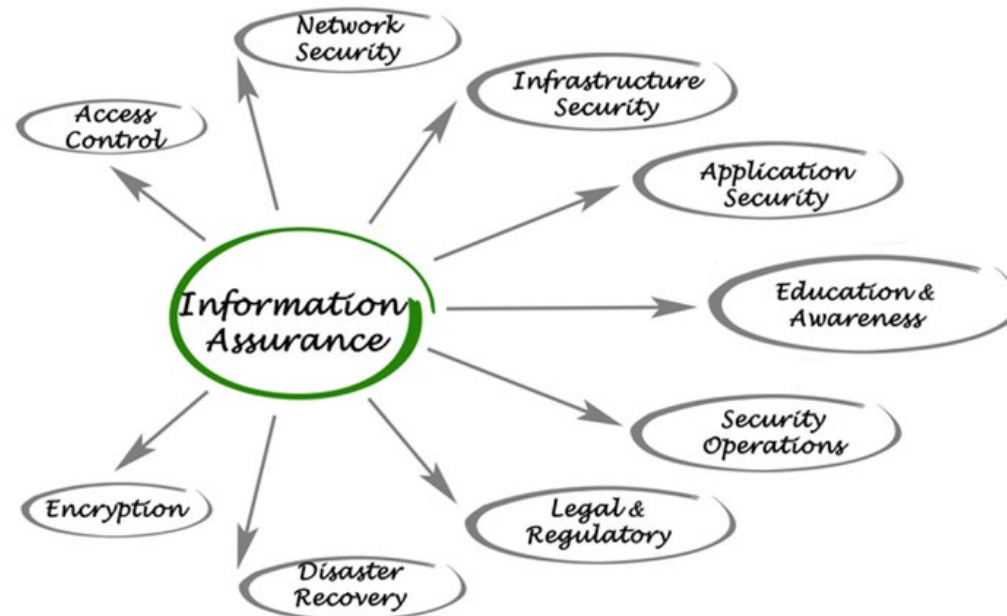 Network
Security
Infrastructure
Security
Access
Control
Application
Security
Information
Assurance
Education &
Awareness
Security
Operations
Encryption
Legal &
Regulatory
Disaster
Recovery